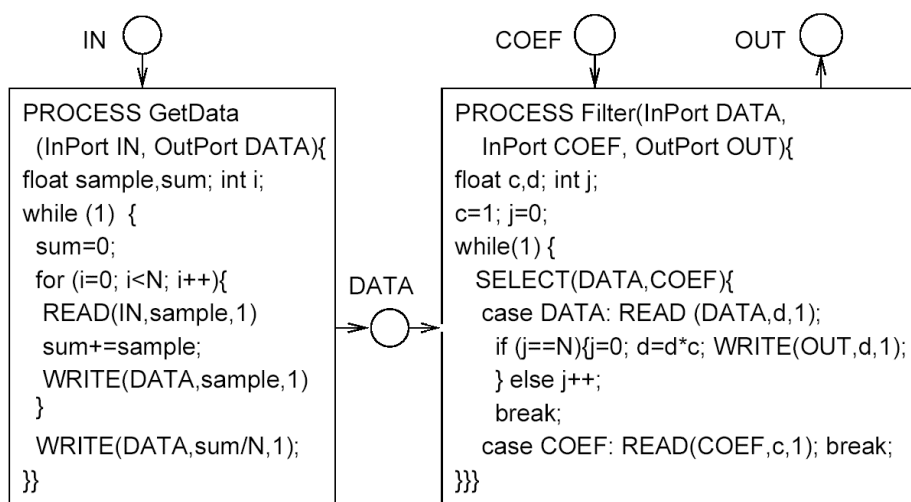 IN
COEF
OUT
PROCESS GetData
(InPort IN, OutPort DATA){
float sample,sum; int i;
while (1) {
sum=0;
for (i=0; i<N; i++){
READ(IN,sample,1)
sum+=sample;
WRITE(DATA,sample,1)
}
WRITE(DATA,sum/N,1);
}}
DATA
PROCESS Filter(InPort DATA,
InPort COEF, OutPort OUT){
float c,d; int j;
c=1; j=0;
while(1) {
SELECT(DATA,COEF){
case DATA: READ (DATA,d,1);
if (j==N){j=0; d=d*c; WRITE(OUT,d,1);
} else j++;
break;
case COEF: READ(COEF,c,1); break;
}}}